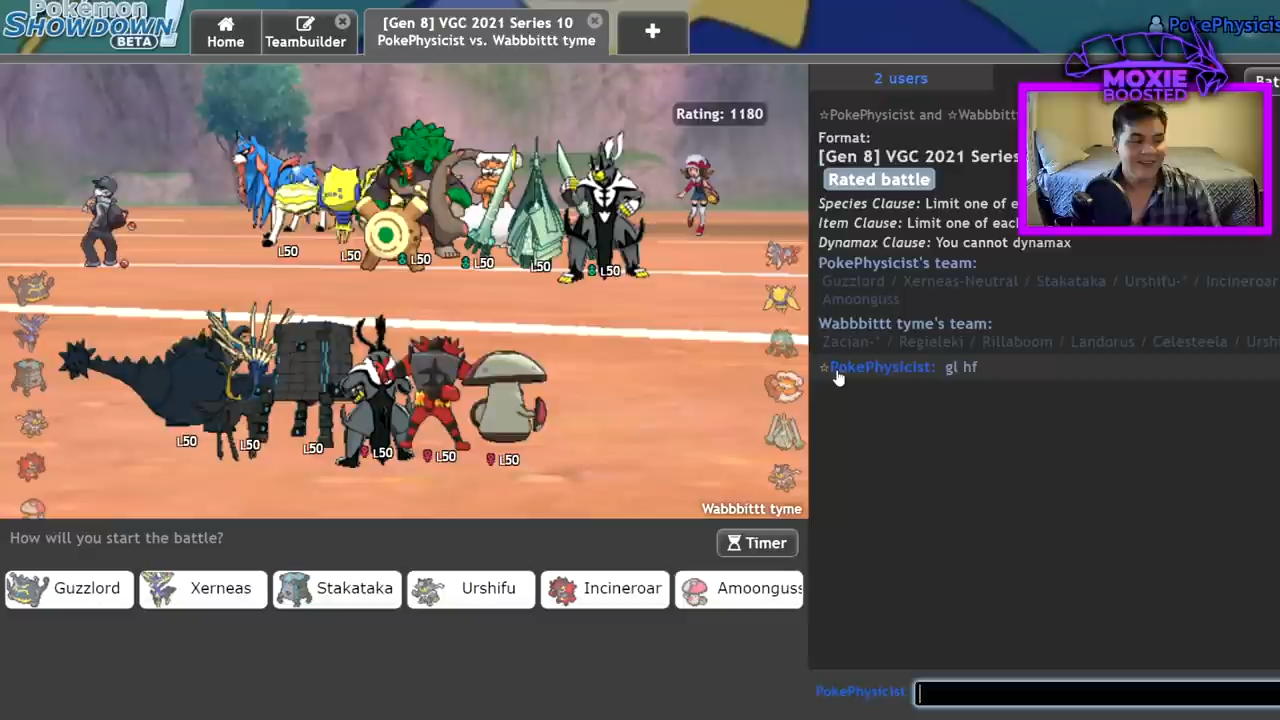 Pokémon
SHOWDOWN!
BETA
Home
Teambuilder
[Gen 8] VGC 2021 Series 10
PokePhysicist vs. Wabbbittt tyme
PokePhysicis
MOXIE
BOOSTED
2 users
Bat
Rating: 1180
☆PokePhysicist and ☆Wabbbitt
Format:
[Gen 8] VGC 2021 Series
Rated battle
Species Clause: Limit one of e
Item Clause: Limit one of each
Dynamax Clause: You cannot dynamax
PokePhysicist's team:
Guzzlord / Xerneas-Neutral / Stakataka / Urshifu-* / Incineroar
Amoonguss
Wabbbittt tyme's team:
Zacian-* / Regieleki / Rillaboom / Landorus / Celesteela / Urshi
☆PokePhysicist: gl hf
L50
L50
L50
L50
L50
L50
L50
L50
L50
L50
L50
L50
Wabbbittt tyme
How will you start the battle?
Timer
Guzzlord
Xerneas
Stakataka
Urshifu
Incineroar
Amoonguss
PokePhysicist